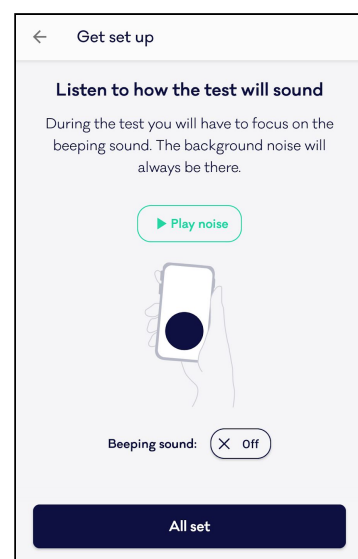 Get set up
Listen to how the test will sound
During the test you will have to focus on the
beeping sound. The background noise will
always be there.
Play noise
Beeping sound: Off
All set